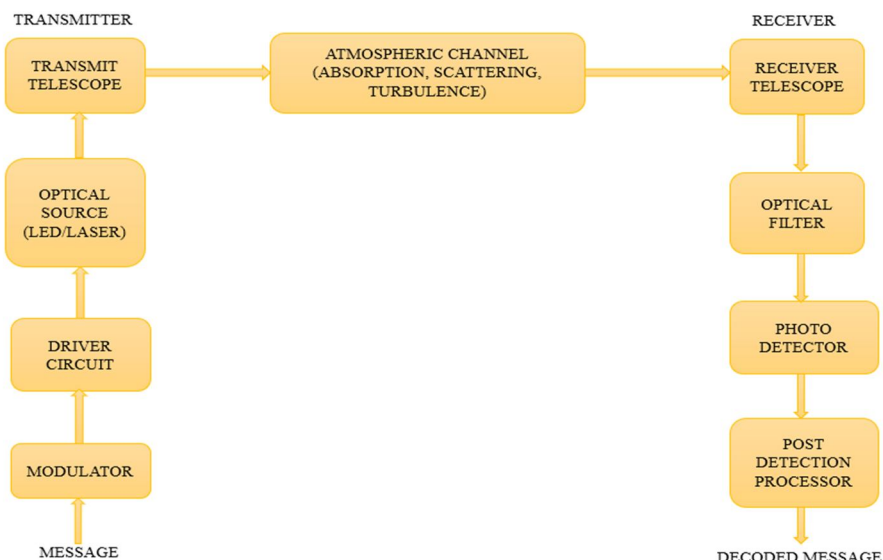 TRANSMITTER
RECEIVER
TRANSMIT
TELESCOPE
ATMOSPHERIC CHANNEL
(ABSORPTION, SCATTERING,
TURBULENCE)
RECEIVER
TELESCOPE
OPTICAL
SOURCE
(LED/LASER)
OPTICAL
FILTER
DRIVER
CIRCUIT
PHOTO
DETECTOR
MODULATOR
POST
DETECTION
PROCESSOR
MESSAGE
DECODED MESSAGE